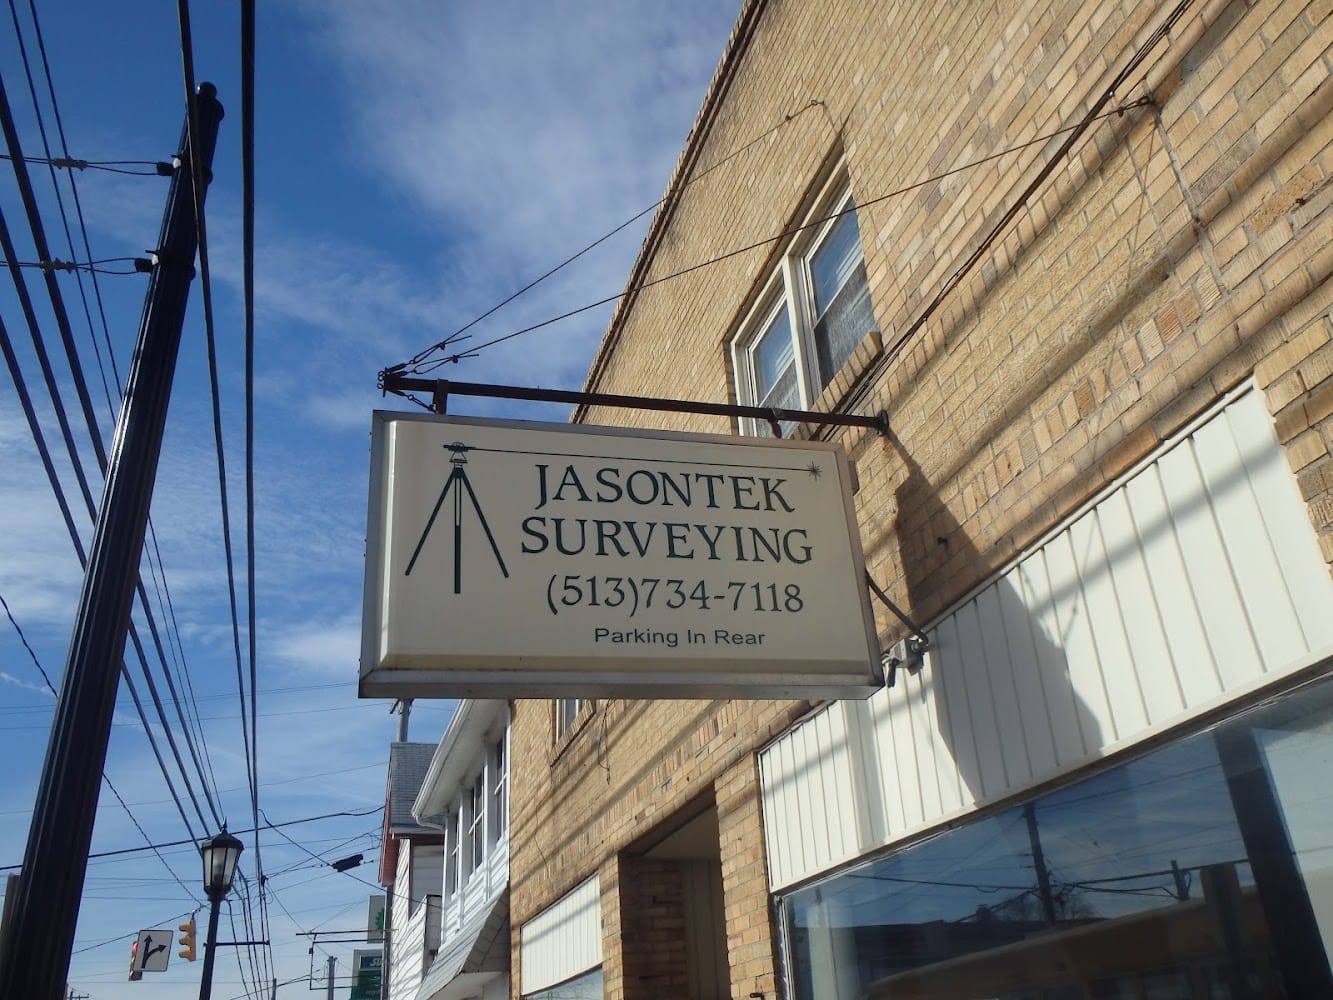 JASONTEK
SURVEYING
(513)734-7118
Parking In Rear